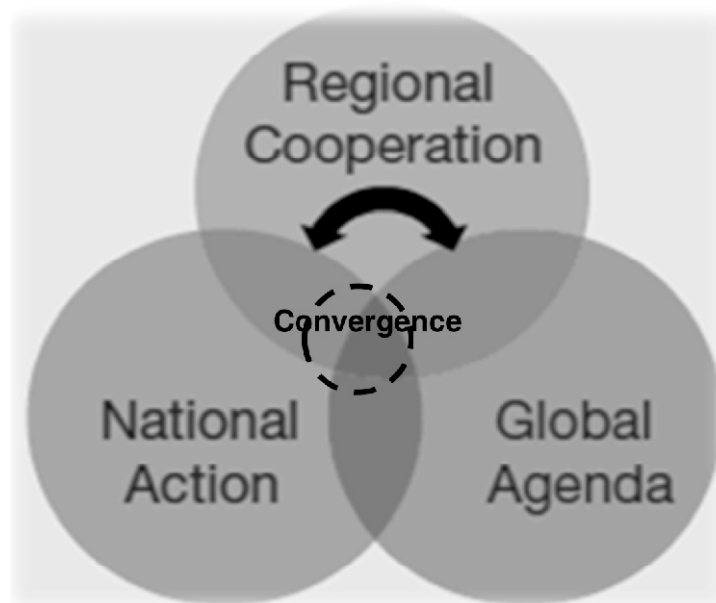 Regional
Cooperation
Convergence
National
Action
Global
Agenda